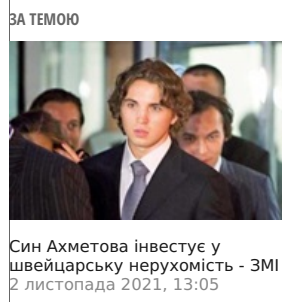 ЗА ТЕМОЮ
Син Ахметова інвестує у
швейцарську нерухомість - ЗМІ
2 листопада 2021, 13:05